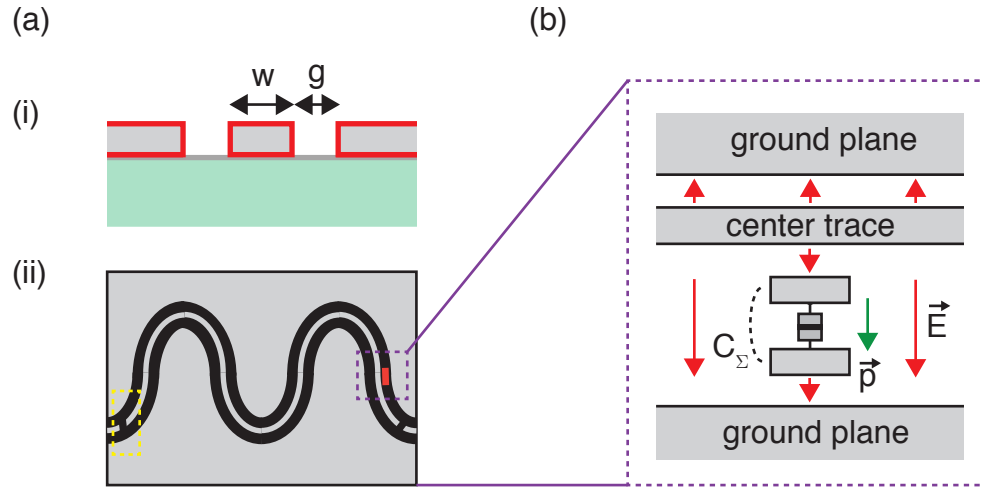 (a)
(b)
w
g
(i)
(ii)
ground plane
center trace
C_Σ
p⃗
E⃗
ground plane